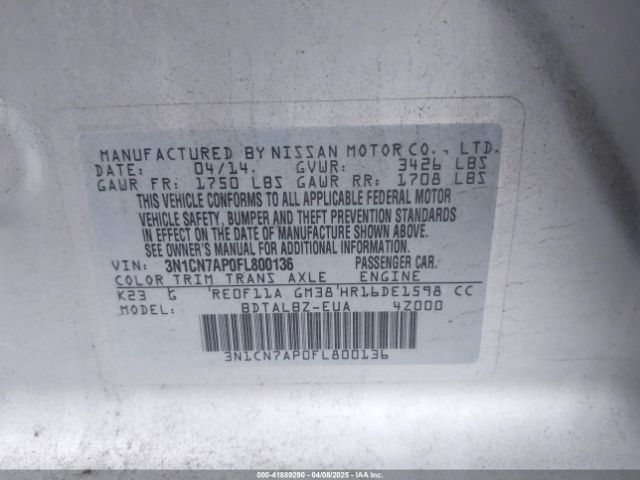 MANUFACTURED BY NISSAN MOTOR CO., LTD.
DATE: 04/14. GVWR: 3426 LBS
GAWR FR: 1750 LBS GAWR RR: 1708 LBS
THIS VEHICLE CONFORMS TO ALL APPLICABLE FEDERAL MOTOR
VEHICLE SAFETY, BUMPER AND THEFT PREVENTION STANDARDS
IN EFFECT ON THE DATE OF MANUFACTURE SHOWN ABOVE.
SEE OWNER'S MANUAL FOR ADDITIONAL INFORMATION.
VIN: 3N1CN7AP0FL800136 PASSENGER CAR.
COLOR TRIM TRANS AXLE ENGINE
K23 G 'RE0F11A GM38'HR16DE1598 CC
MODEL: BDTALBZ-EUA 4Z000
3N1CN7AP0FL800136
000-41889290 04/08/2025 - IAA, Inc.